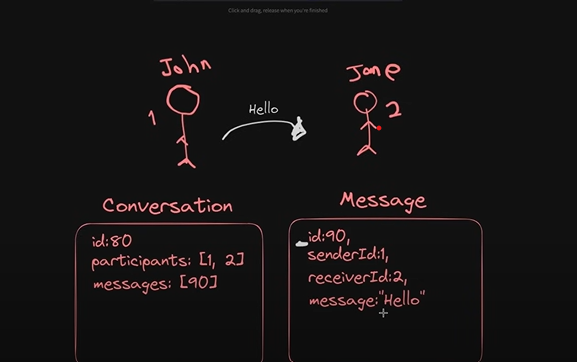 Click and drag, release when you're finished
John
Jane
1
Hello
2
Conversation
Message
id:80
participants: [1, 2]
messages: [90]
id:90,
senderId:1,
receiverId:2,
message:"Hello"